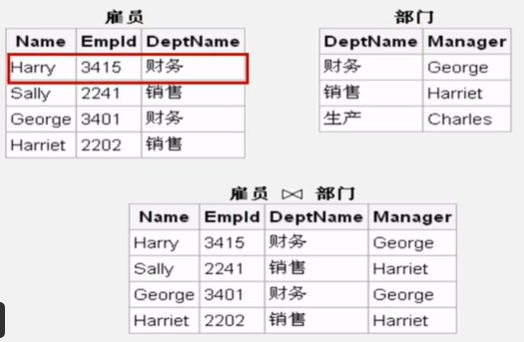 雇员
Name EmpId DeptName
Harry 3415 财务
Sally 2241 销售
George 3401 财务
Harriet 2202 销售
部门
DeptName Manager
财务 George
销售 Harriet
生产 Charles
雇员 ⋈ 部门
Name EmpId DeptName Manager
Harry 3415 财务 George
Sally 2241 销售 Harriet
George 3401 财务 George
Harriet 2202 销售 Harriet